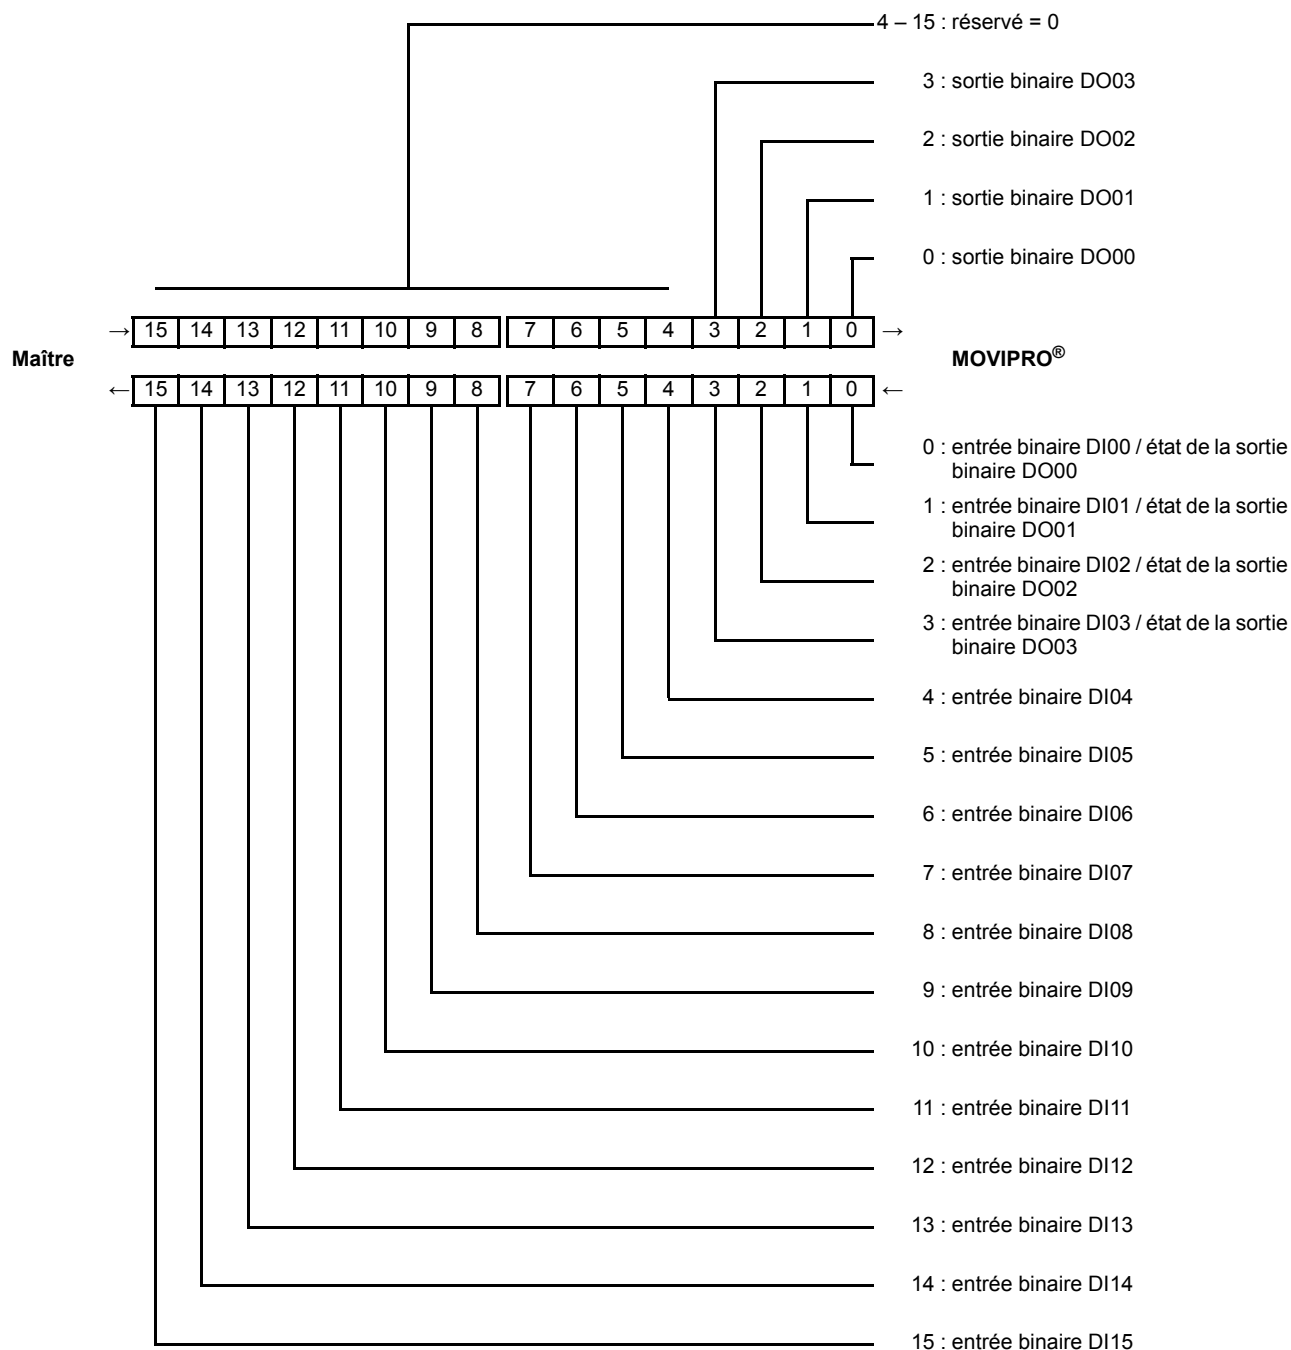 4 – 15 : réservé = 0
3 : sortie binaire DO03
2 : sortie binaire DO02
1 : sortie binaire DO01
0 : sortie binaire DO00
→ 15 14 13 12 11 10 9 8 7 6 5 4 3 2 1 0 →
Maître MOVIPRO®
← 15 14 13 12 11 10 9 8 7 6 5 4 3 2 1 0 ←
0 : entrée binaire DI00 / état de la sortie
binaire DO00
1 : entrée binaire DI01 / état de la sortie
binaire DO01
2 : entrée binaire DI02 / état de la sortie
binaire DO02
3 : entrée binaire DI03 / état de la sortie
binaire DO03
4 : entrée binaire DI04
5 : entrée binaire DI05
6 : entrée binaire DI06
7 : entrée binaire DI07
8 : entrée binaire DI08
9 : entrée binaire DI09
10 : entrée binaire DI10
11 : entrée binaire DI11
12 : entrée binaire DI12
13 : entrée binaire DI13
14 : entrée binaire DI14
15 : entrée binaire DI15